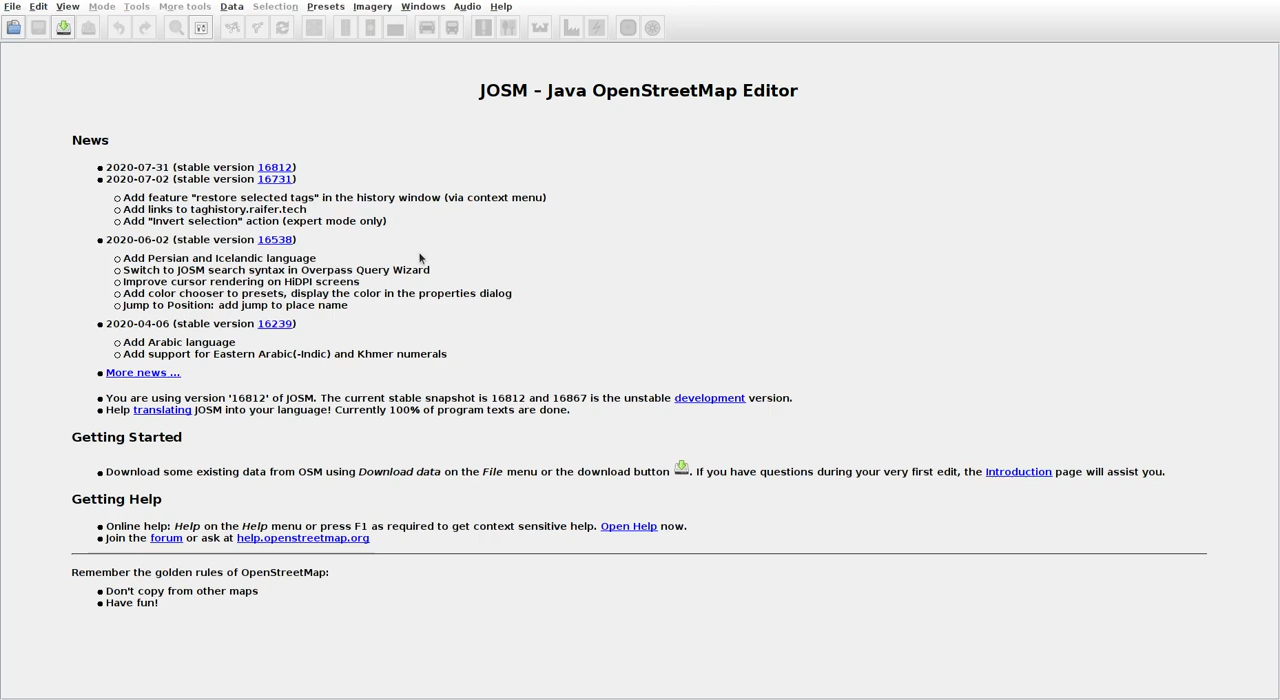 File Edit View Mode Tools More tools Data Selection Presets Imagery Windows Audio Help
JOSM – Java OpenStreetMap Editor
News
2020-07-31 (stable version 16812)
2020-07-02 (stable version 16731)
Add feature "restore selected tags" in the history window (via context menu)
Add links to taghistory.raifer.tech
Add "Invert selection" action (expert mode only)
2020-06-02 (stable version 16538)
Add Persian and Icelandic language
Switch to JOSM search syntax in Overpass Query Wizard
Improve cursor rendering on HiDPI screens
Add color chooser to presets, display the color in the properties dialog
Jump to Position: add jump to place name
2020-04-06 (stable version 16239)
Add Arabic language
Add support for Eastern Arabic(-Indic) and Khmer numerals
More news ...
You are using version '16812' of JOSM. The current stable snapshot is 16812 and 16867 is the unstable development version.
Help translating JOSM into your language! Currently 100% of program texts are done.
Getting Started
Download some existing data from OSM using Download data on the File menu or the download button . If you have questions during your very first edit, the Introduction page will assist you.
Getting Help
Online help: Help on the Help menu or press F1 as required to get context sensitive help. Open Help now.
Join the forum or ask at help.openstreetmap.org
Remember the golden rules of OpenStreetMap:
Don't copy from other maps
Have fun!